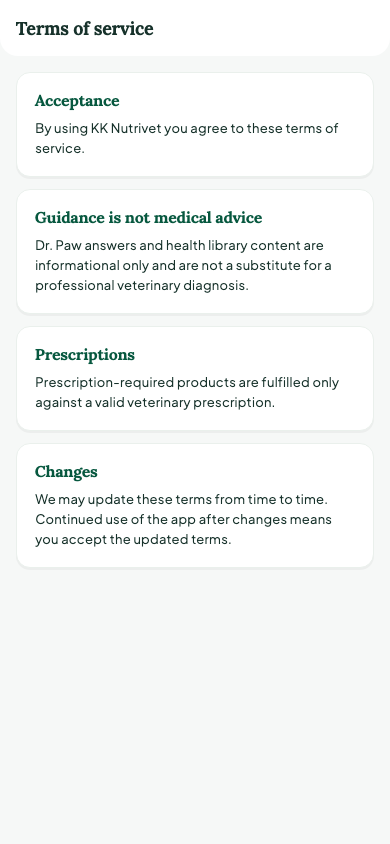 Terms of service
Acceptance
By using KK Nutrivet you agree to these terms of
service.
Guidance is not medical advice
Dr. Paw answers and health library content are
informational only and are not a substitute for a
professional veterinary diagnosis.
Prescriptions
Prescription-required products are fulfilled only
against a valid veterinary prescription.
Changes
We may update these terms from time to time.
Continued use of the app after changes means
you accept the updated terms.